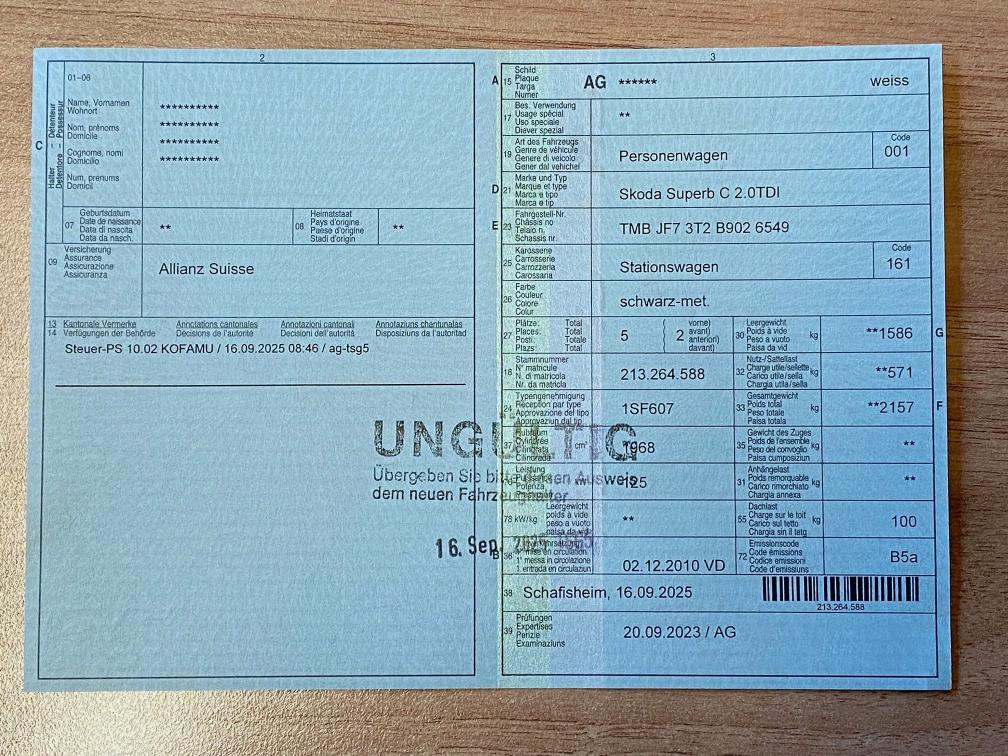 2
01-06
C
Halter – Détenteur
Detentore – Possessur
Name, Vornamen
Wohnort
Nom, prénoms
Domicile
Cognome, nomi
Domicilio
Num, prenums
Domicil
**********
**********
**********
**********
07
Geburtsdatum
Date de naissance
Data di nascita
Data da nasch.
**
08
Heimatstaat
Pays d'origine
Paese d'origine
Stadi d'origin
**
09
Versicherung
Assurance
Assicurazione
Assicuranza
Allianz Suisse
13 Kantonale Vermerke Annotations cantonales Annotazioni cantonali Annotaziuns chantunalas
14 Verfügungen der Behörde Décisions de l'autorité Decisioni dell'autorità Disposiziuns da l'autoritad
Steuer-PS 10.02 KOFAMU / 16.09.2025 08:46 / ag-tsg5
UNGÜLTIG
Übergeben Sie bitte diesen Ausweis
dem neuen Fahrzeughalter
16. Sep.
3
A 15
Schild
Plaque
Targa
Numer
AG ****** weiss
17
Bes. Verwendung
Usage spécial
Uso speciale
Diever spezial
**
19
Art des Fahrzeugs
Genre de véhicule
Genere di veicolo
Gener dal vehichel
Personenwagen
Code
001
D 21
Marke und Typ
Marque et type
Marca e tipo
Marca e tip
Skoda Superb C 2.0TDI
E 23
Fahrgestell-Nr.
Châssis no
Telaio n.
Schassis nr.
TMB JF7 3T2 B902 6549
25
Karosserie
Carrosserie
Carrozzeria
Carossaria
Stationswagen
Code
161
26
Farbe
Couleur
Colore
Colur
schwarz-met.
27
Plätze: Total
Places: Total
Posti: Totale
Plazs: Total
5
2
vorne)
avant)
anteriori)
davant)
30
Leergewicht
Poids à vide
Peso a vuoto
Paisa da vid
kg
**1586
G
18
Stammnummer
N° matricule
N. di matricola
Nr. da matricla
213.264.588
32
Nutz-/Sattellast
Charge utile/sellette
Carico utile/sella
Chargia utila/sella
kg
**571
24
Typengenehmigung
Réception par type
Approvazione del tipo
Approvaziun dal tip
1SF607
33
Gesamtgewicht
Poids total
Peso totale
Paisa totala
kg
**2157
F
37
Hubraum
Cylindrée
Cilindrata
Cilindrada
cm³
1968
35
Gewicht des Zuges
Poids de l'ensemble
Peso del convoglio
Paisa cumposiziun
kg
**
76
Leistung
Potenza
kW
125
31
Anhängelast
Poids remorquable
Carico rimorchiato
Chargia annexa
kg
**
78 kW/kg
Leergewicht
poids à vide
peso a vuoto
paisa da vid
**
55
Dachlast
Charge sur le toit
Carico sul tetto
Chargia sin il tetg
kg
100
B 36
1. mise en circulation
1. messa in circolazione
1. entrada en circulaziun
02.12.2010 VD
72
Emissionscode
Code émissions
Codice emissioni
Code d'emissiuns
B5a
38
Schafisheim, 16.09.2025
213.264.588
39
Prüfungen
Expertises
Perizie
Examinaziuns
20.09.2023 / AG